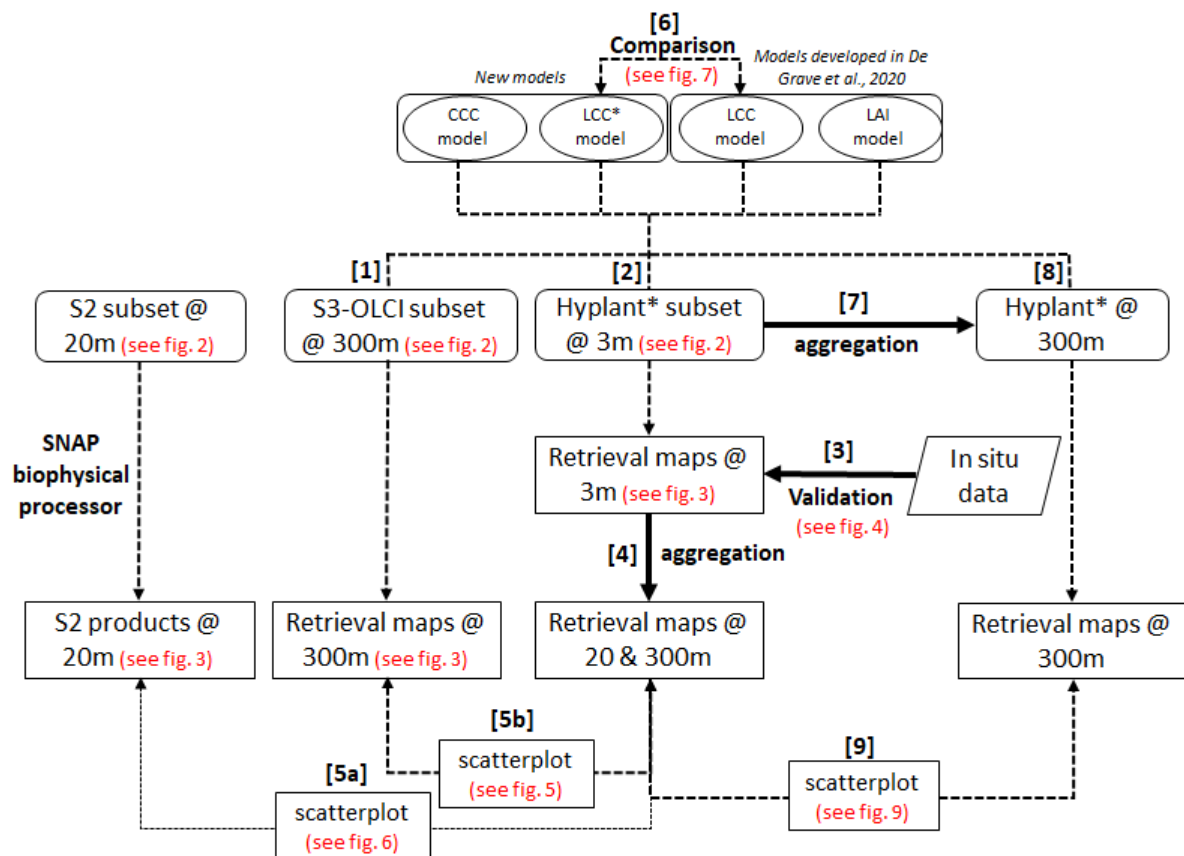 [6]
Comparison
(see fig. 7)
New models
Models developed in De
Grave et al., 2020
CCC
model
LCC*
model
LCC
model
LAI
model
[1]
[2]
[8]
S2 subset @
20m (see fig. 2)
S3-OLCI subset
@ 300m (see fig. 2)
Hyplant* subset
@ 3m (see fig. 2)
[7]
aggregation
Hyplant* @
300m
SNAP
biophysical
processor
Retrieval maps @
3m (see fig. 3)
[3]
Validation
(see fig. 4)
In situ
data
[4]
aggregation
S2 products @
20m (see fig. 3)
Retrieval maps @
300m (see fig. 3)
Retrieval maps @
20 & 300m
Retrieval maps @
300m
[5b]
scatterplot
(see fig. 5)
[5a]
scatterplot
(see fig. 6)
[9]
scatterplot
(see fig. 9)